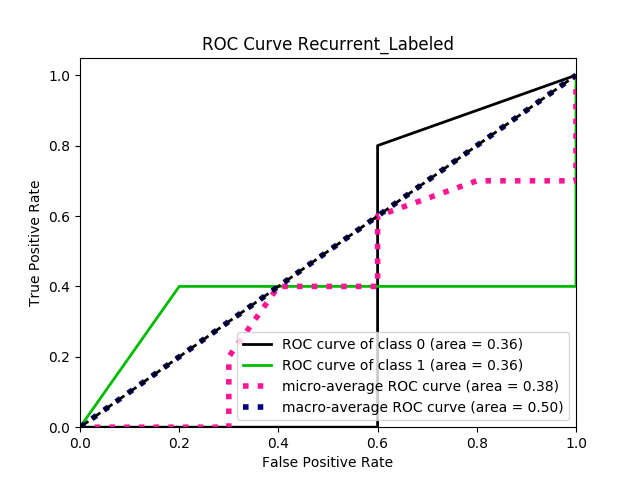 ROC Curve Recurrent_Labeled
True Positive Rate
1.0
0.8
0.6
0.4
0.2
0.0
ROC curve of class 0 (area = 0.36)
ROC curve of class 1 (area = 0.36)
micro-average ROC curve (area = 0.38)
macro-average ROC curve (area = 0.50)
0.0 0.2 0.4 0.6 0.8 1.0
False Positive Rate